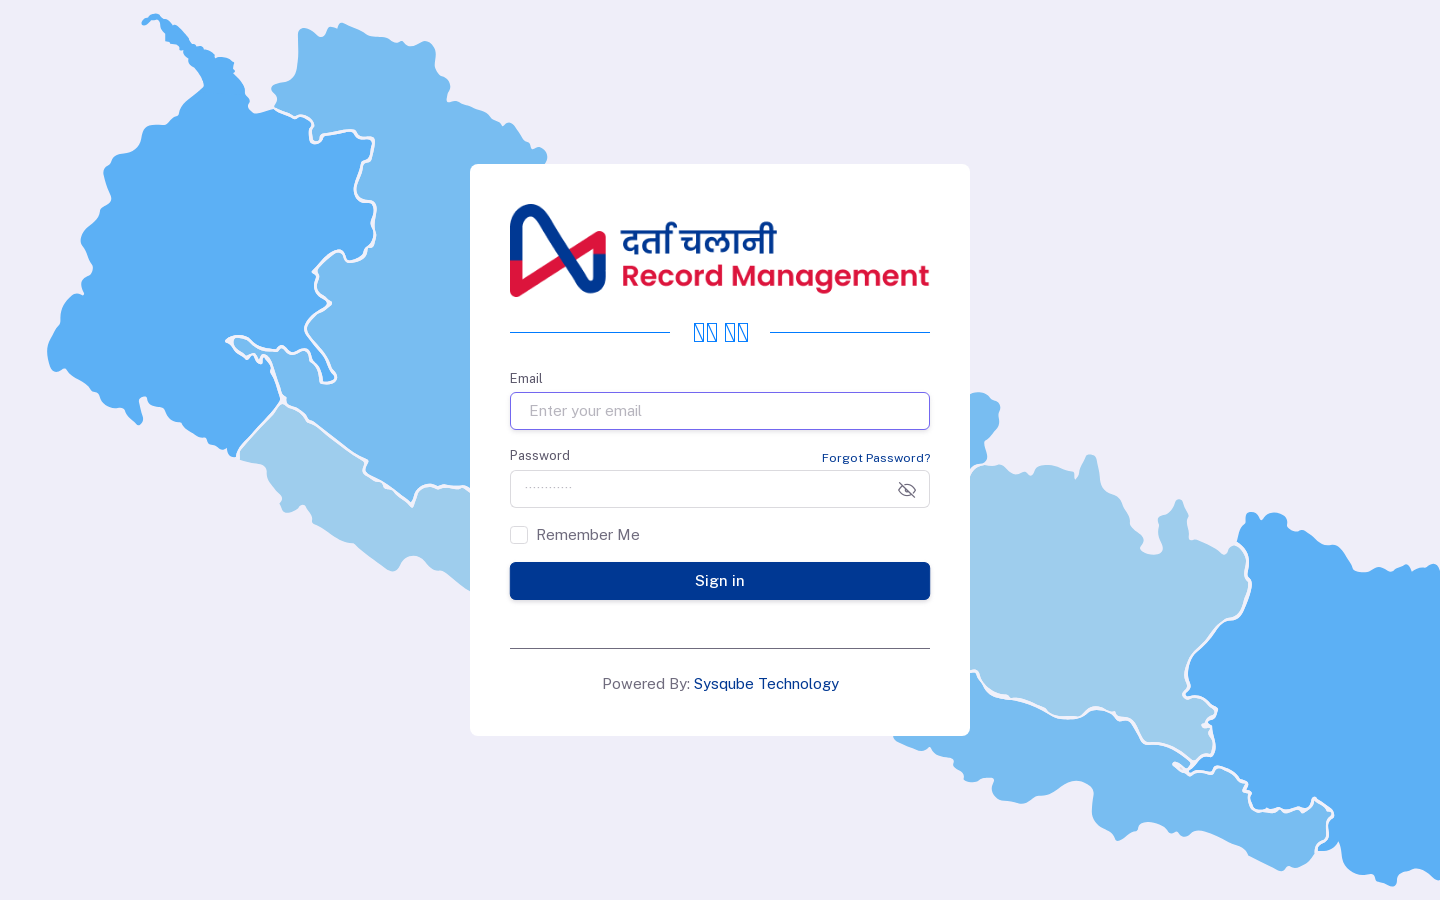 दर्ता चलानी
Record Management
Email
Enter your email
Password
Forgot Password?
············
Remember Me
Sign in
Powered By: Sysqube Technology